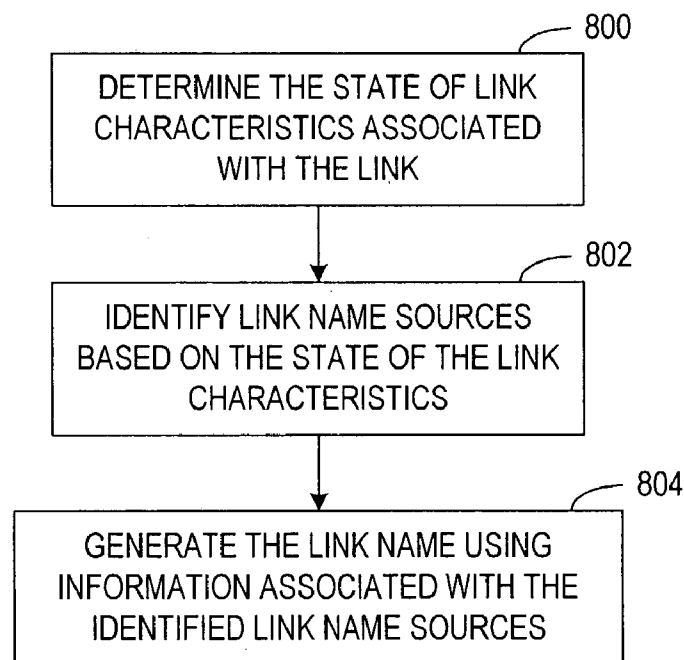 800
DETERMINE THE STATE OF LINK
CHARACTERISTICS ASSOCIATED
WITH THE LINK
802
IDENTIFY LINK NAME SOURCES
BASED ON THE STATE OF THE LINK
CHARACTERISTICS
804
GENERATE THE LINK NAME USING
INFORMATION ASSOCIATED WITH THE
IDENTIFIED LINK NAME SOURCES